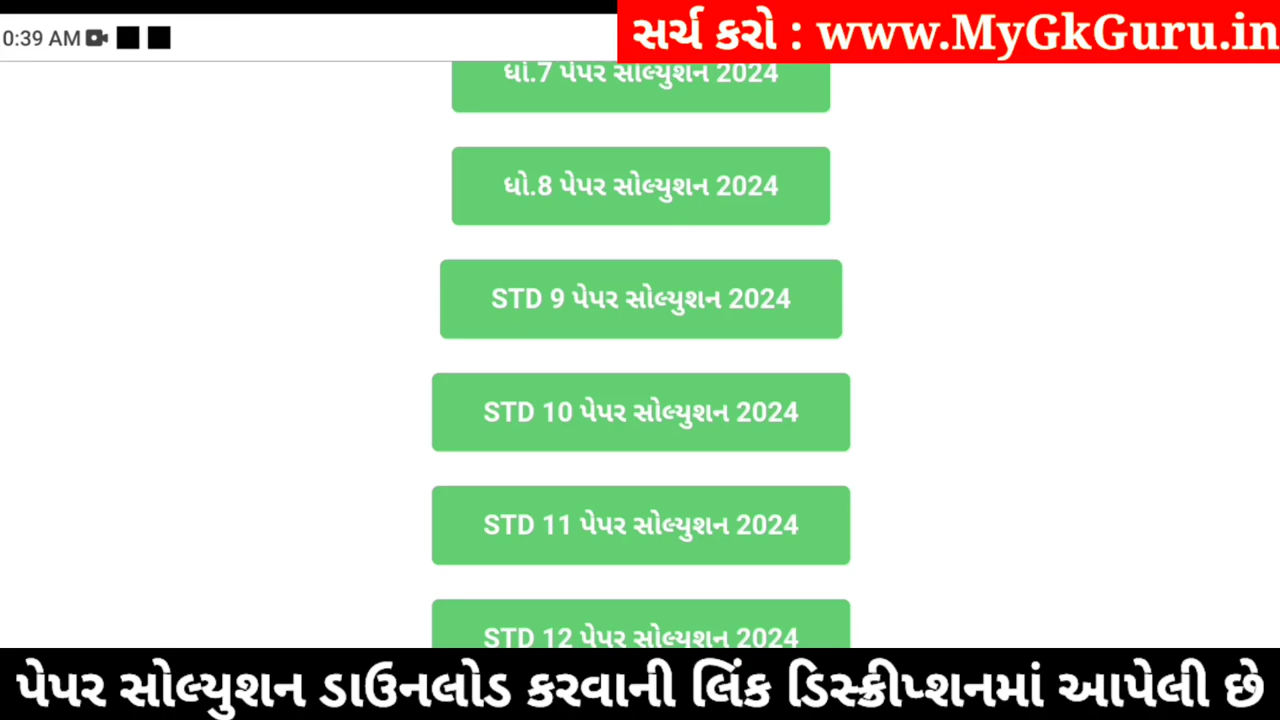 0:39 AM
સર્ચ કરો : www.MyGkGuru.in
ધો.7 પેપર સોલ્યુશન 2024
ધો.8 પેપર સોલ્યુશન 2024
STD 9 પેપર સોલ્યુશન 2024
STD 10 પેપર સોલ્યુશન 2024
STD 11 પેપર સોલ્યુશન 2024
STD 12 પેપર સોલ્યુશન 2024
પેપર સોલ્યુશન ડાઉનલોડ કરવાની લિંક ડિસ્ક્રીપ્શનમાં આપેલી છે